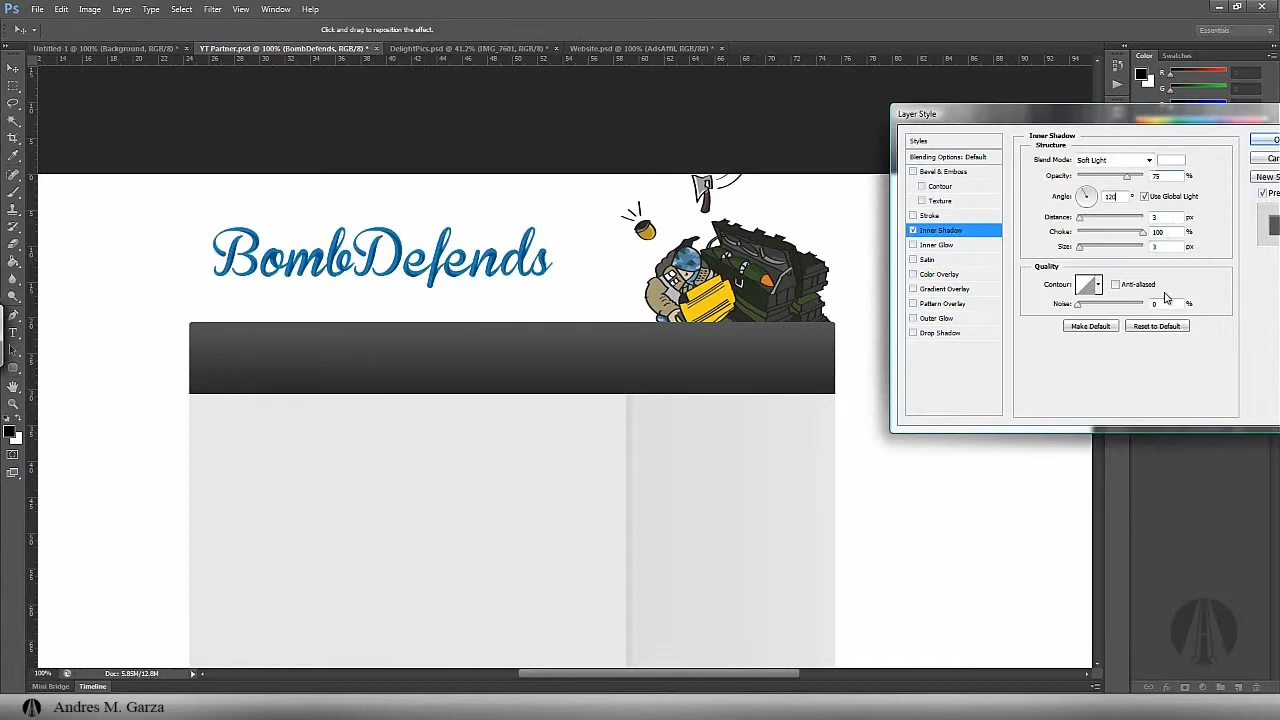 Ps File Edit Image Layer Type Select Filter View Window Help
Click and drag to reposition the effect.
Essentials
Untitled-1 @ 100% (Background, RGB/8) * × YT Partner.psd @ 100% (BombDefends, RGB/8) * × DelightPics.psd @ 41.2% (IMG_7601, RGB/8) * × Website.psd @ 100% (AdsAffil, RGB/8#) * ×
Color Swatches
R 0
G 0
Layer Style
Styles
Blending Options: Default
Bevel & Emboss
Contour
Texture
Stroke
Inner Shadow
Inner Glow
Satin
Color Overlay
Gradient Overlay
Pattern Overlay
Outer Glow
Drop Shadow
Inner Shadow
Structure
Blend Mode: Soft Light
Opacity: 75 %
Angle: 120 ° Use Global Light
Distance: 3 px
Choke: 100 %
Size: 3 px
Quality
Contour: Anti-aliased
Noise: 0 %
Make Default Reset to Default
New S
BombDefends
100% Doc: 5.85M/12.8M
Mini Bridge Timeline
Andres M. Garza